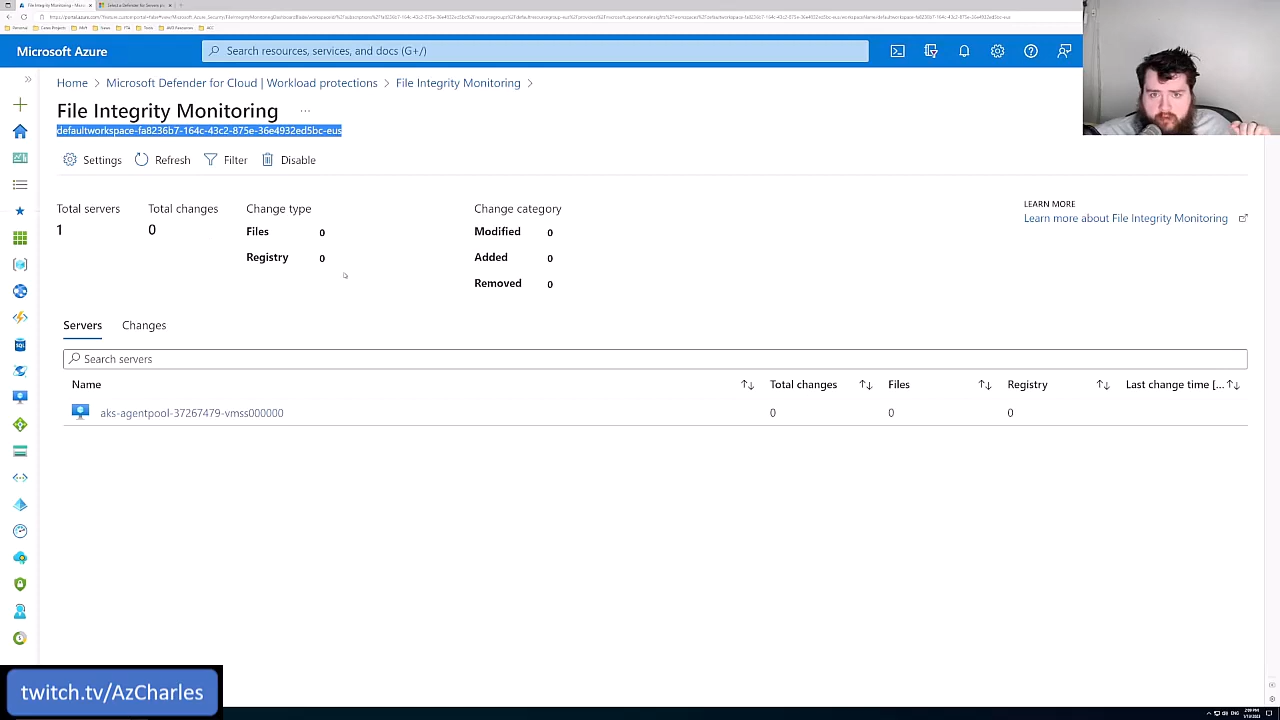 Microsoft Azure
Search resources, services, and docs (G+/)
Home > Microsoft Defender for Cloud | Workload protections > File Integrity Monitoring >
File Integrity Monitoring ...
defaultworkspace-fa8236b7-164c-43c2-875e-36e4932ed5bc-eus
Settings Refresh Filter Disable
Total servers Total changes Change type Change category
1 0
Files 0
Registry 0
Modified 0
Added 0
Removed 0
LEARN MORE
Learn more about File Integrity Monitoring
Servers Changes
Search servers
Name Total changes Files Registry Last change time [...
aks-agentpool-37267479-vmss000000 0 0 0
twitch.tv/AzCharles